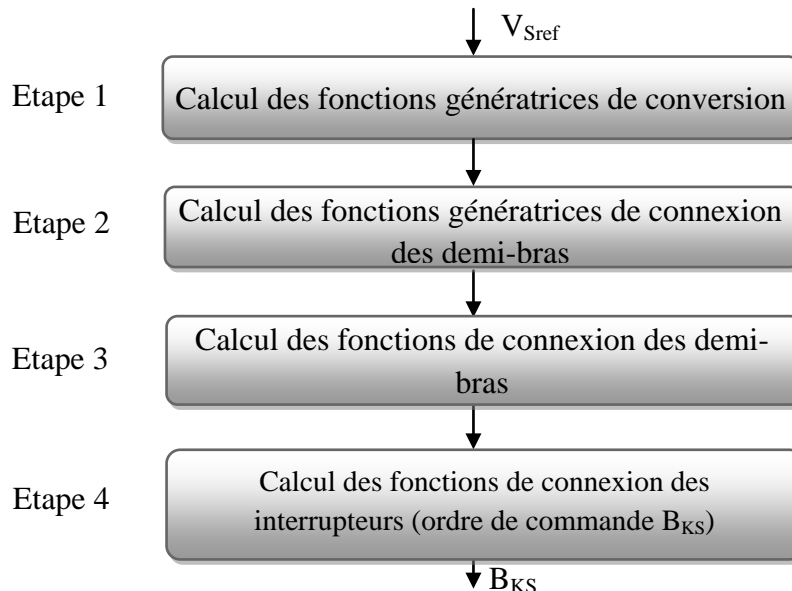 V_Sref
Etape 1
Calcul des fonctions génératrices de conversion
Etape 2
Calcul des fonctions génératrices de connexion
des demi-bras
Etape 3
Calcul des fonctions de connexion des demi-
bras
Etape 4
Calcul des fonctions de connexion des
interrupteurs (ordre de commande B_KS)
B_KS